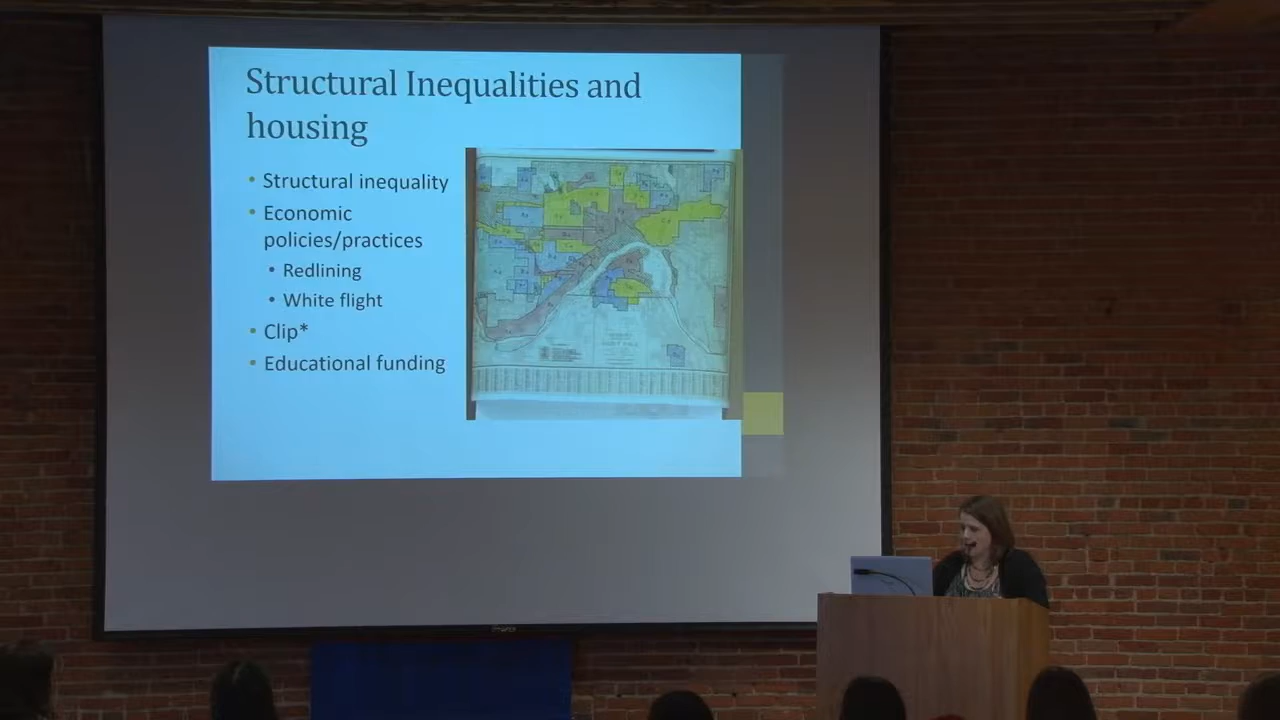 Structural Inequalities and
housing
• Structural inequality
• Economic
policies/practices
• Redlining
• White flight
• Clip*
• Educational funding